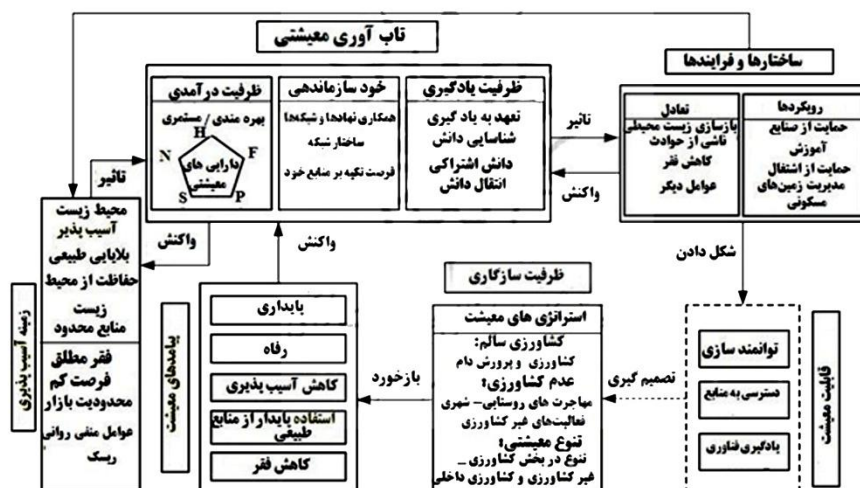 تاب آوری معیشتی
ساختارها و فرایندها
رویکردها
حمایت از صنایع
آموزش
حمایت از اشتغال
مدیریت زمین‌های
مسکونی
تعادل
بازسازی زیست محیطی
ناشی از حوادث
کاهش فقر
عوامل دیگر
تاثیر
واکنش
ظرفیت یادگیری
تعهد به یاد گیری
شناسایی دانش
دانش اشتراکی
انتقال دانش
خود سازماندهی
همکاری نهادها و شبکه‌ها
ساختار شبکه
فرصت تکیه بر منابع خود
ظرفیت درآمدی
بهره مندی/ مستمری
H
N
F
دارایی های
معیشتی
S
P
تاثیر
واکنش
واکنش
شکل دادن
زمینه آسیب پذیری
محیط زیست
آسیب پذیر
بلایایی طبیعی
حفاظت از محیط
زیست
منابع محدود
فقر مطلق
فرصت کم
محدودیت بازار
عوامل منفی روانی
ریسک
قابلیت معیشت
توانمند سازی
دسترسی به منابع
یادگیری فناوری
تصمیم گیری
ظرفیت سازگاری
استراتژی های معیشت
کشاورزی سالم:
کشاورزی و پرورش دام
عدم کشاورزی:
مهاجرت های روستایی- شهری
فعالیت‌های غیر کشاورزی
تنوع معیشتی:
تنوع در بخش کشاورزی _
غیر کشاورزی و کشاورزی داخلی
بازخورد
پیامدهای معیشت
پایداری
رفاه
کاهش آسیب پذیری
استفاده پایدار از منابع
طبیعی
کاهش فقر